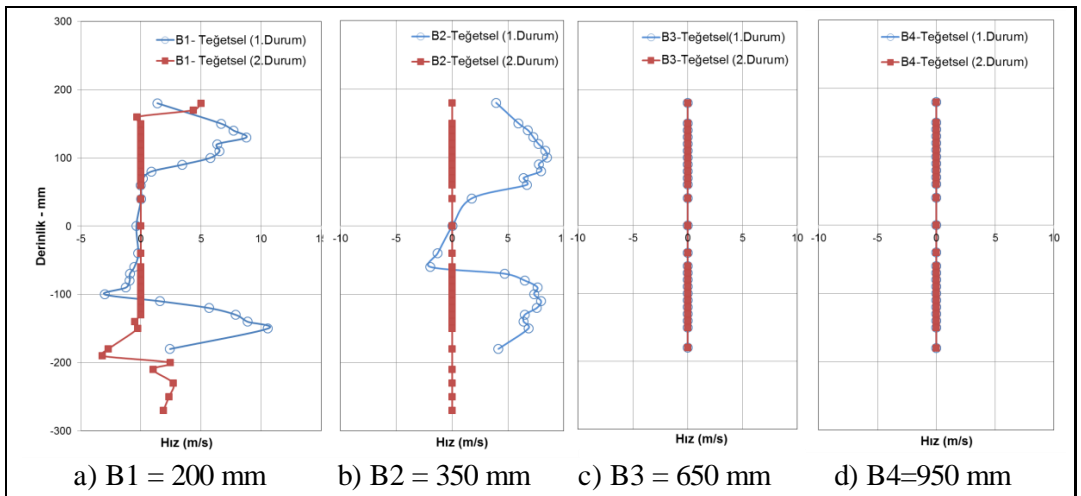 300
200
100
0
-100
-200
-300
Derinlik - mm
B1- Teğetsel (1.Durum)
B1- Teğetsel (2.Durum)
-5
0
5
10
Hız (m/s)
a) B1 = 200 mm
B2-Teğetsel (1.Durum)
B2-Teğetsel (2.Durum)
-10
-5
0
5
Hız (m/s)
b) B2 = 350 mm
B3-Teğetsel(1.Durum)
B3-Teğetsel (2.Durum)
-10
-5
0
5
10
Hız (m/s)
c) B3 = 650 mm
B4-Teğetsel (1.Durum)
B4-Teğetsel (2.Durum)
-10
-5
0
5
10
Hız (m/s)
d) B4=950 mm